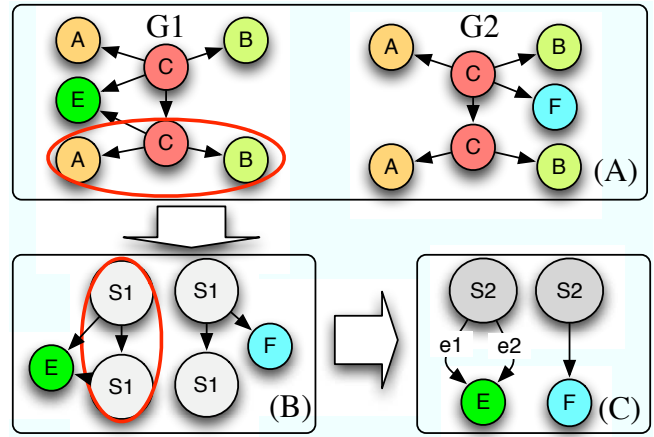 G1 G2
A C B A C B
E F
A C B A C B
(A)
S1 S1
E F
S1 S1
(B)
S2 S2
e1 e2
E F
(C)